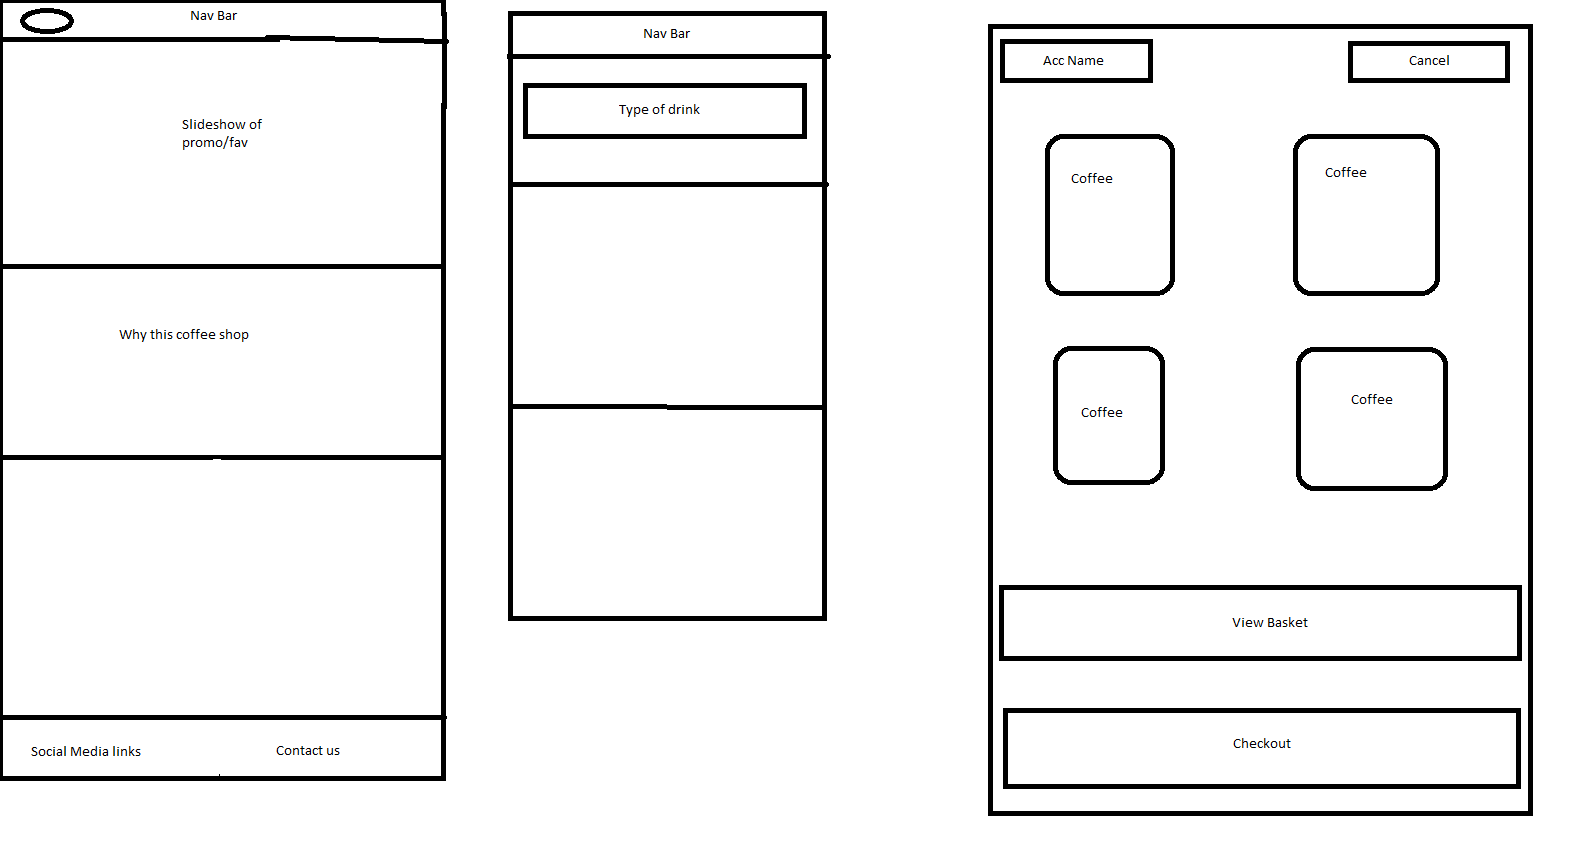 Nav Bar
Slideshow of
promo/fav
Why this coffee shop
Social Media links
Contact us
Nav Bar
Type of drink
Acc Name
Cancel
Coffee
Coffee
Coffee
Coffee
View Basket
Checkout